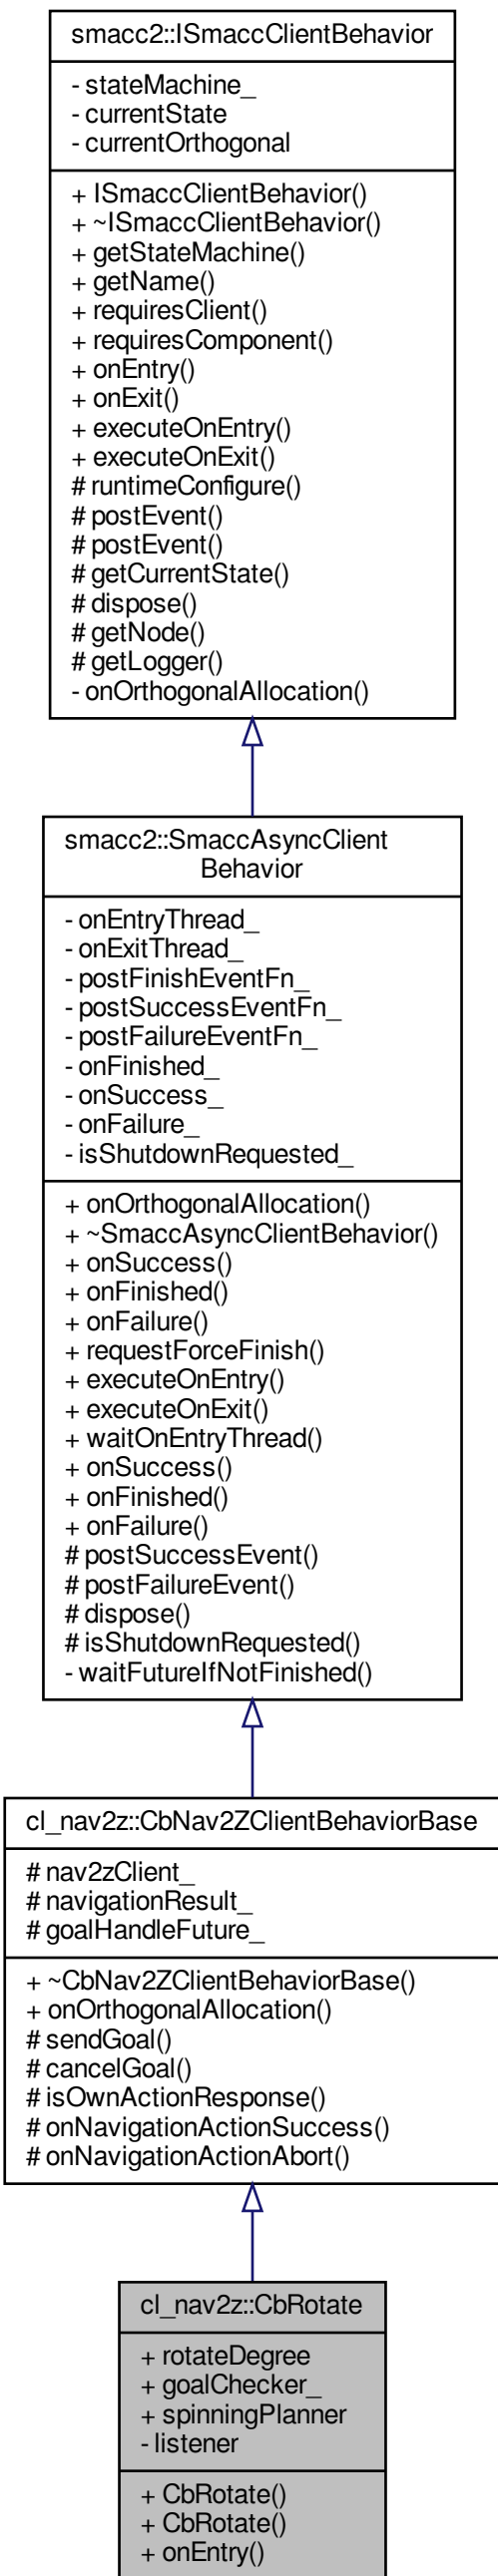 smacc2::ISmaccClientBehavior
- stateMachine_
- currentState
- currentOrthogonal
+ ISmaccClientBehavior()
+ ~ISmaccClientBehavior()
+ getStateMachine()
+ getName()
+ requiresClient()
+ requiresComponent()
+ onEntry()
+ onExit()
+ executeOnEntry()
+ executeOnExit()
# runtimeConfigure()
# postEvent()
# postEvent()
# getCurrentState()
# dispose()
# getNode()
# getLogger()
- onOrthogonalAllocation()
smacc2::SmaccAsyncClient
Behavior
- onEntryThread_
- onExitThread_
- postFinishEventFn_
- postSuccessEventFn_
- postFailureEventFn_
- onFinished_
- onSuccess_
- onFailure_
- isShutdownRequested_
+ onOrthogonalAllocation()
+ ~SmaccAsyncClientBehavior()
+ onSuccess()
+ onFinished()
+ onFailure()
+ requestForceFinish()
+ executeOnEntry()
+ executeOnExit()
+ waitOnEntryThread()
+ onSuccess()
+ onFinished()
+ onFailure()
# postSuccessEvent()
# postFailureEvent()
# dispose()
# isShutdownRequested()
- waitFutureIfNotFinished()
cl_nav2z::CbNav2ZClientBehaviorBase
# nav2zClient_
# navigationResult_
# goalHandleFuture_
+ ~CbNav2ZClientBehaviorBase()
+ onOrthogonalAllocation()
# sendGoal()
# cancelGoal()
# isOwnActionResponse()
# onNavigationActionSuccess()
# onNavigationActionAbort()
cl_nav2z::CbRotate
+ rotateDegree
+ goalChecker_
+ spinningPlanner
- listener
+ CbRotate()
+ CbRotate()
+ onEntry()